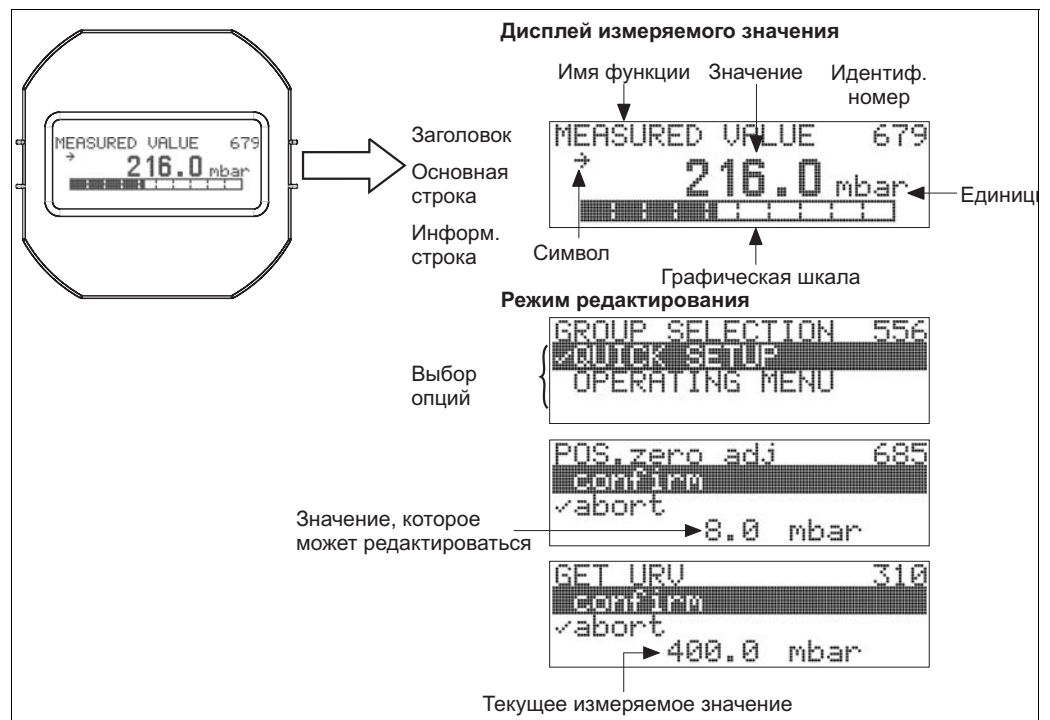 Дисплей измеряемого значения
Имя функции Значение Идентиф.
номер
MEASURED VALUE 679
→
216.0 mbar
Заголовок
Основная
строка
Информ.
строка
MEASURED VALUE 679
→
216.0 mbar
Единицы
Символ
Графическая шкала
Режим редактирования
GROUP SELECTION 556
✓QUICK SETUP
OPERATING MENU
Выбор
опций
POS.zero adj 685
confirm
✓abort
8.0 mbar
Значение, которое
может редактироваться
GET URV 310
confirm
✓abort
400.0 mbar
Текущее измеряемое значение